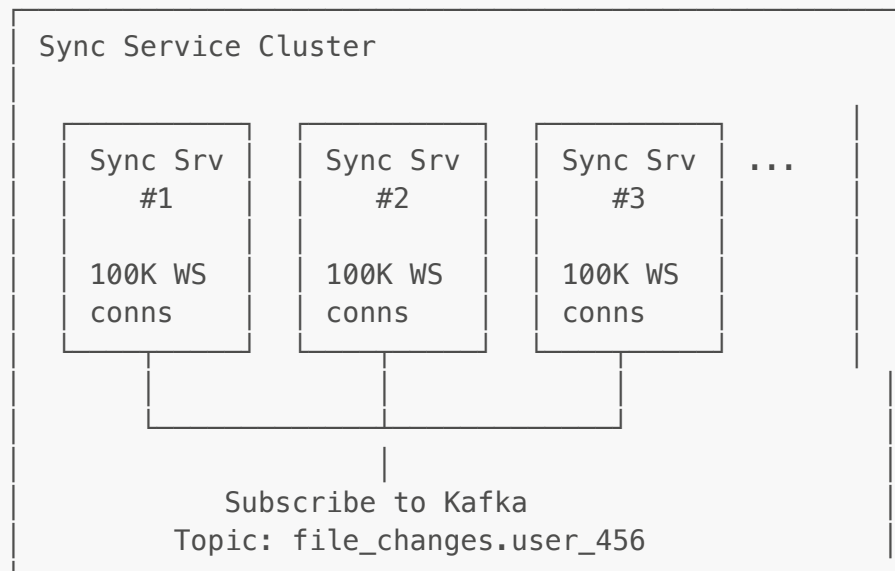 Sync Service Cluster
Sync Srv Sync Srv Sync Srv ...
#1 #2 #3
100K WS 100K WS 100K WS
conns conns conns
Subscribe to Kafka
Topic: file_changes.user_456